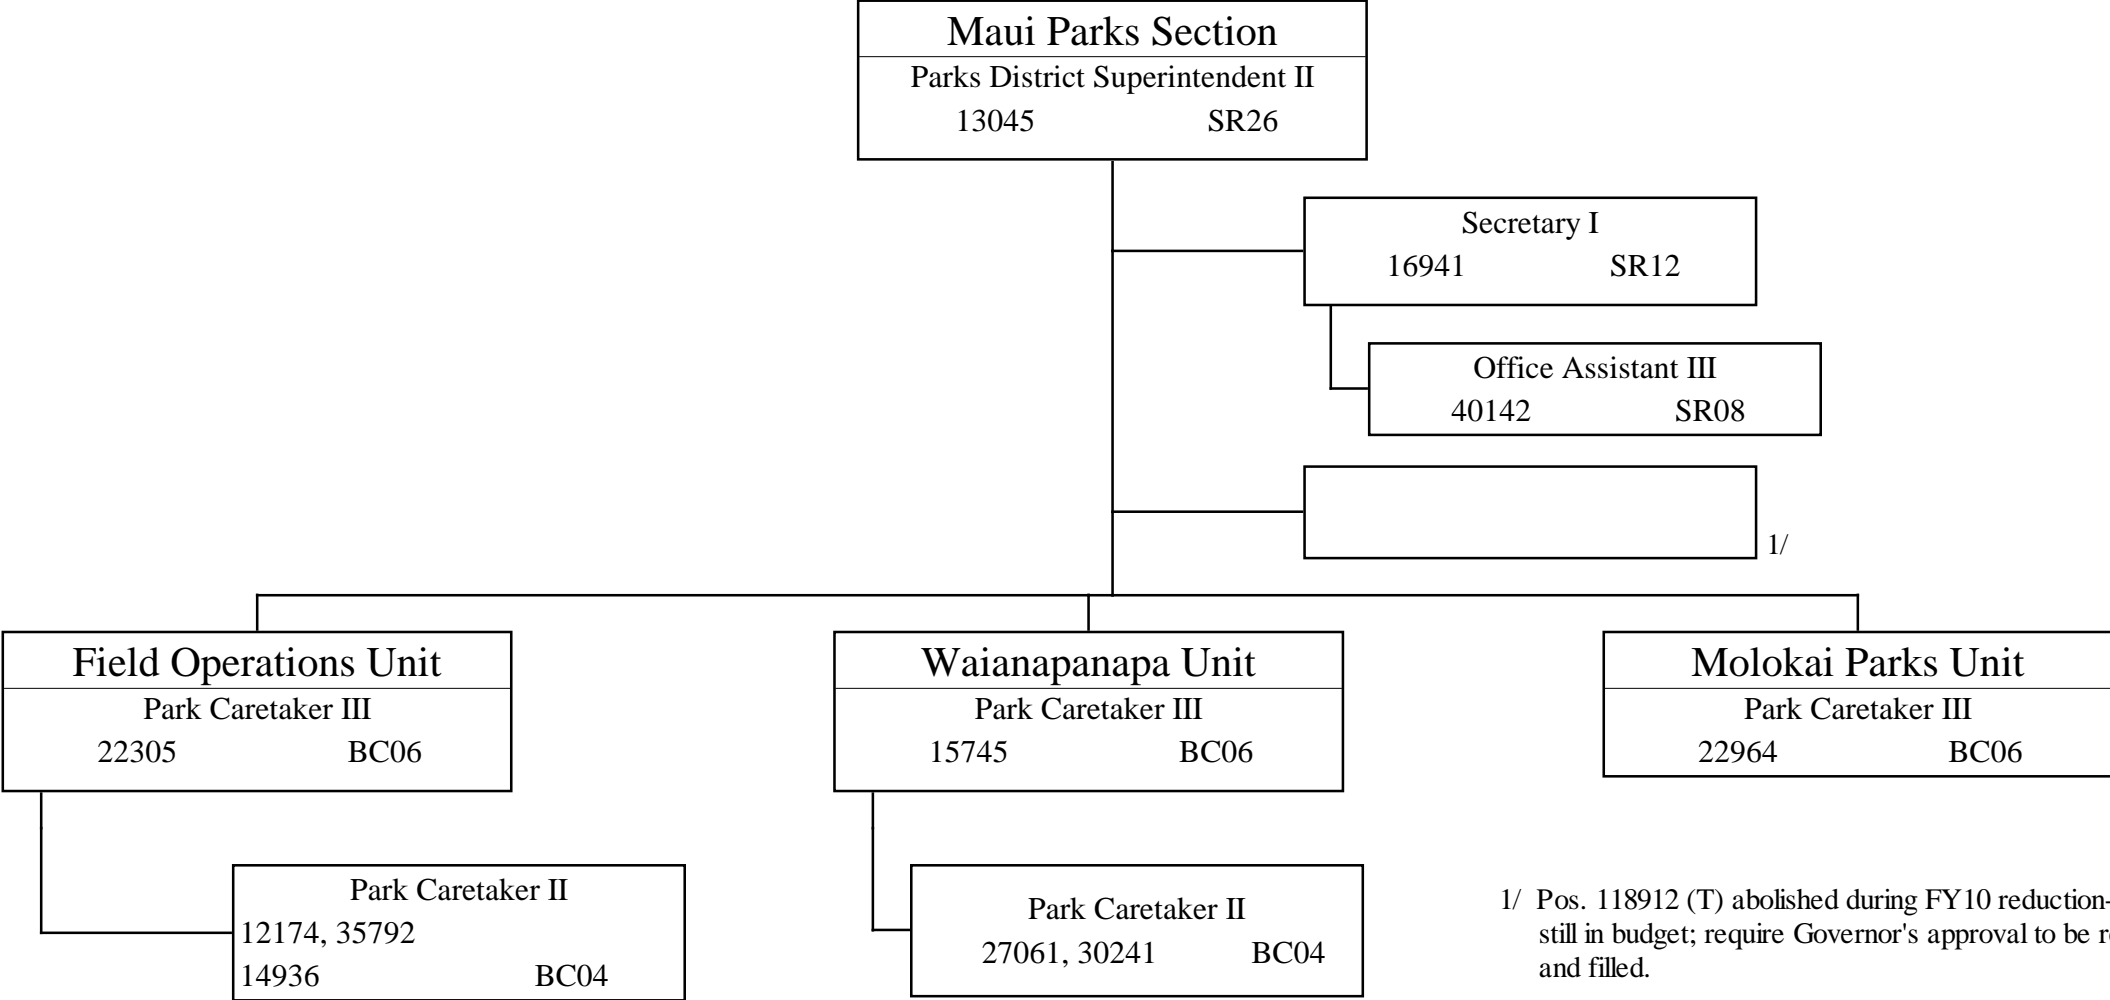 Maui Parks Section
Parks District Superintendent II
13045 SR26
Secretary I
16941 SR12
Office Assistant III
40142 SR08
1/
Field Operations Unit
Park Caretaker III
22305 BC06
Waianapanapa Unit
Park Caretaker III
15745 BC06
Molokai Parks Unit
Park Caretaker III
22964 BC06
Park Caretaker II
12174, 35792
14936 BC04
Park Caretaker II
27061, 30241 BC04
1/ Pos. 118912 (T) abolished during FY10 reduction-
still in budget; require Governor's approval to be
and filled.